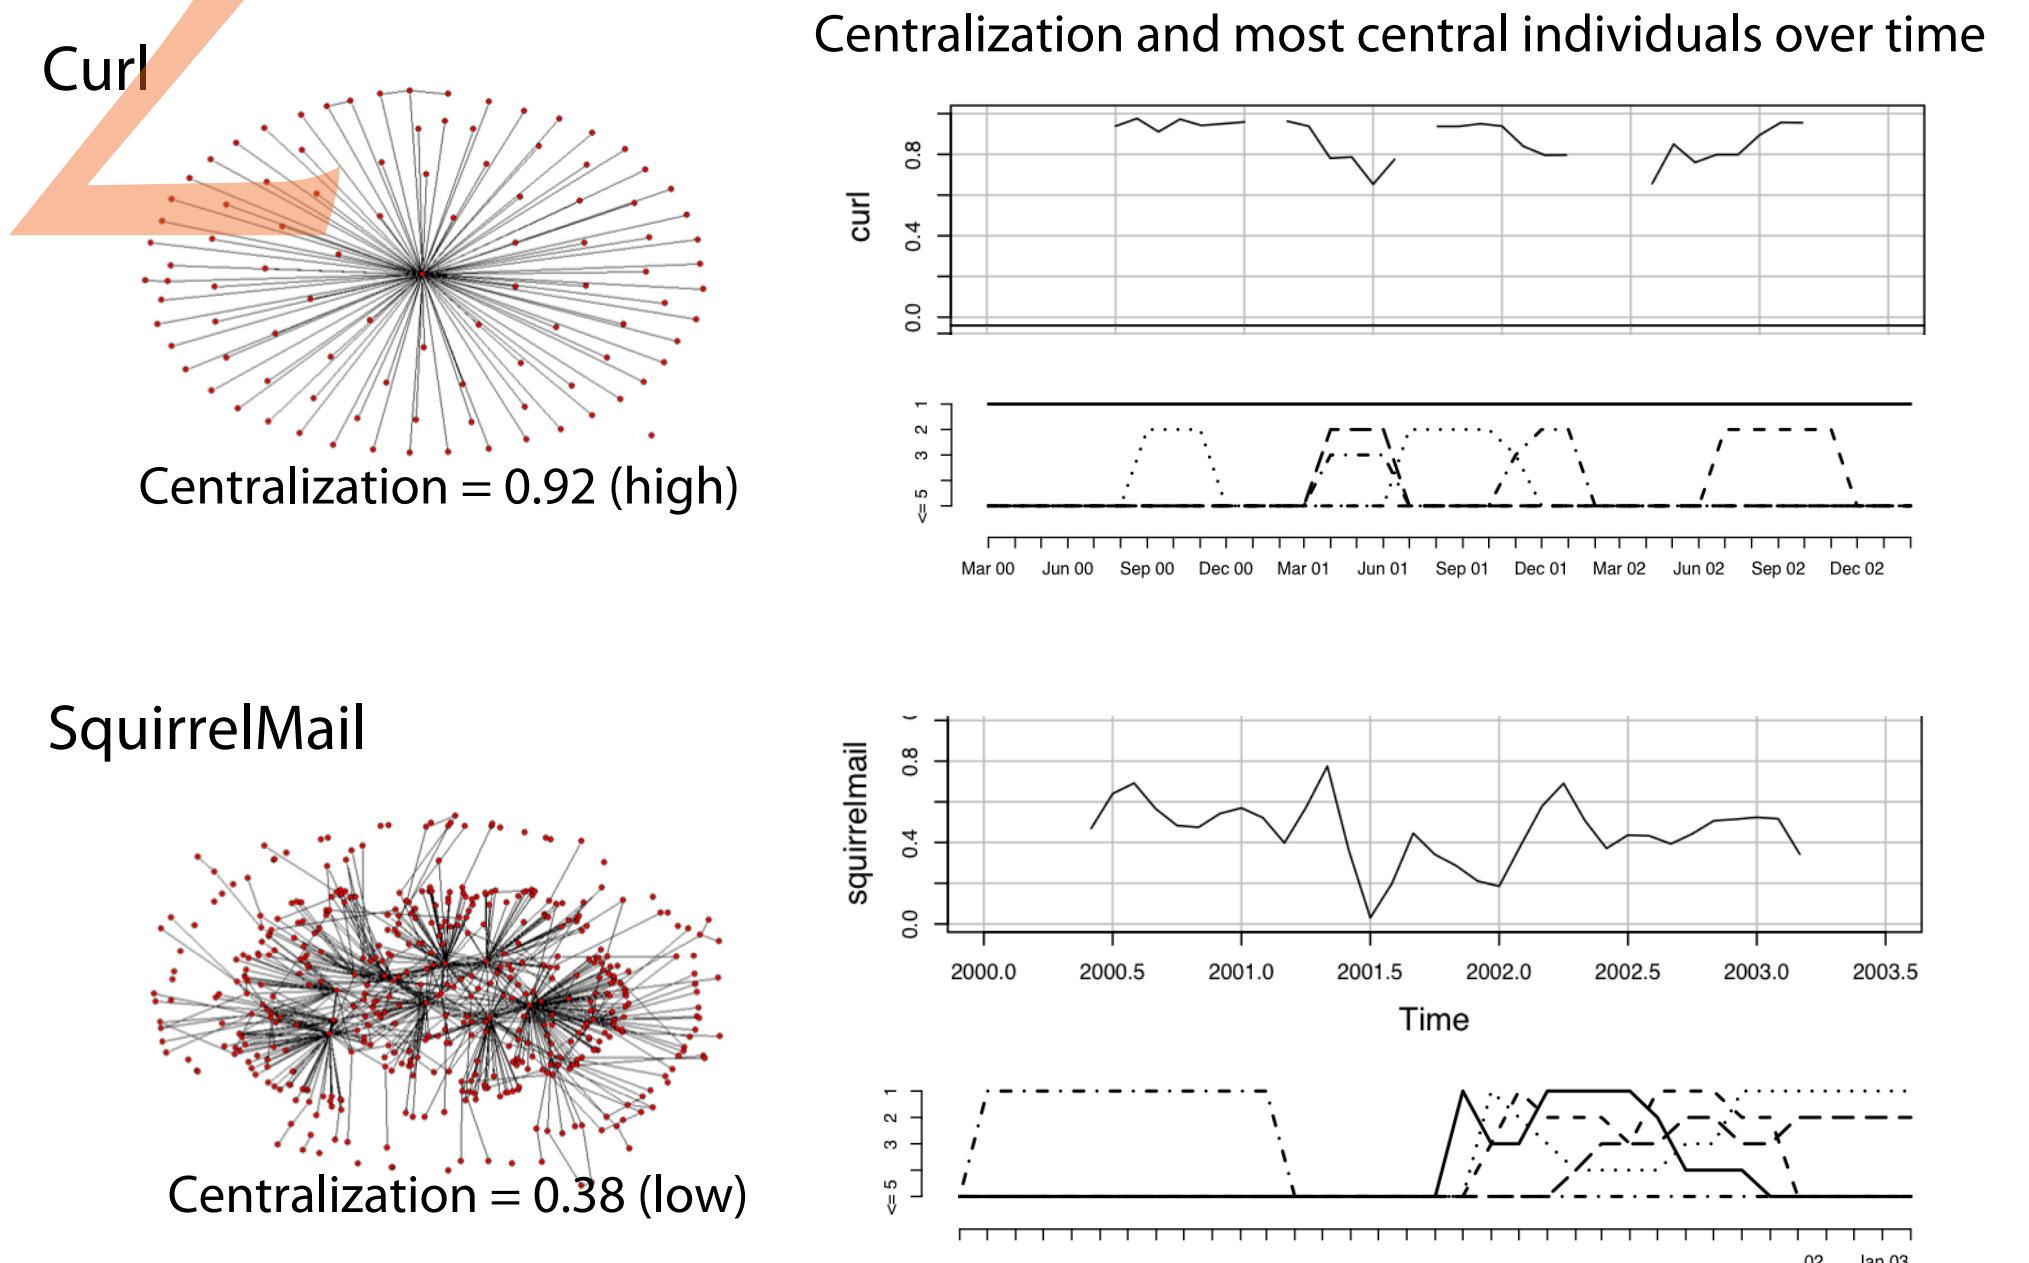 Centralization and most central individuals over time
Curl
Centralization = 0.92 (high)
curl
0.8
0.4
0.0
1
2
3
<= 5
Mar 00 Jun 00 Sep 00 Dec 00 Mar 01 Jun 01 Sep 01 Dec 01 Mar 02 Jun 02 Sep 02 Dec 02
SquirrelMail
Centralization = 0.38 (low)
squirrelmail
0.8
0.4
0.0
2000.0 2000.5 2001.0 2001.5 2002.0 2002.5 2003.0 2003.5
Time
1
2
3
<= 5
02 Jan 03